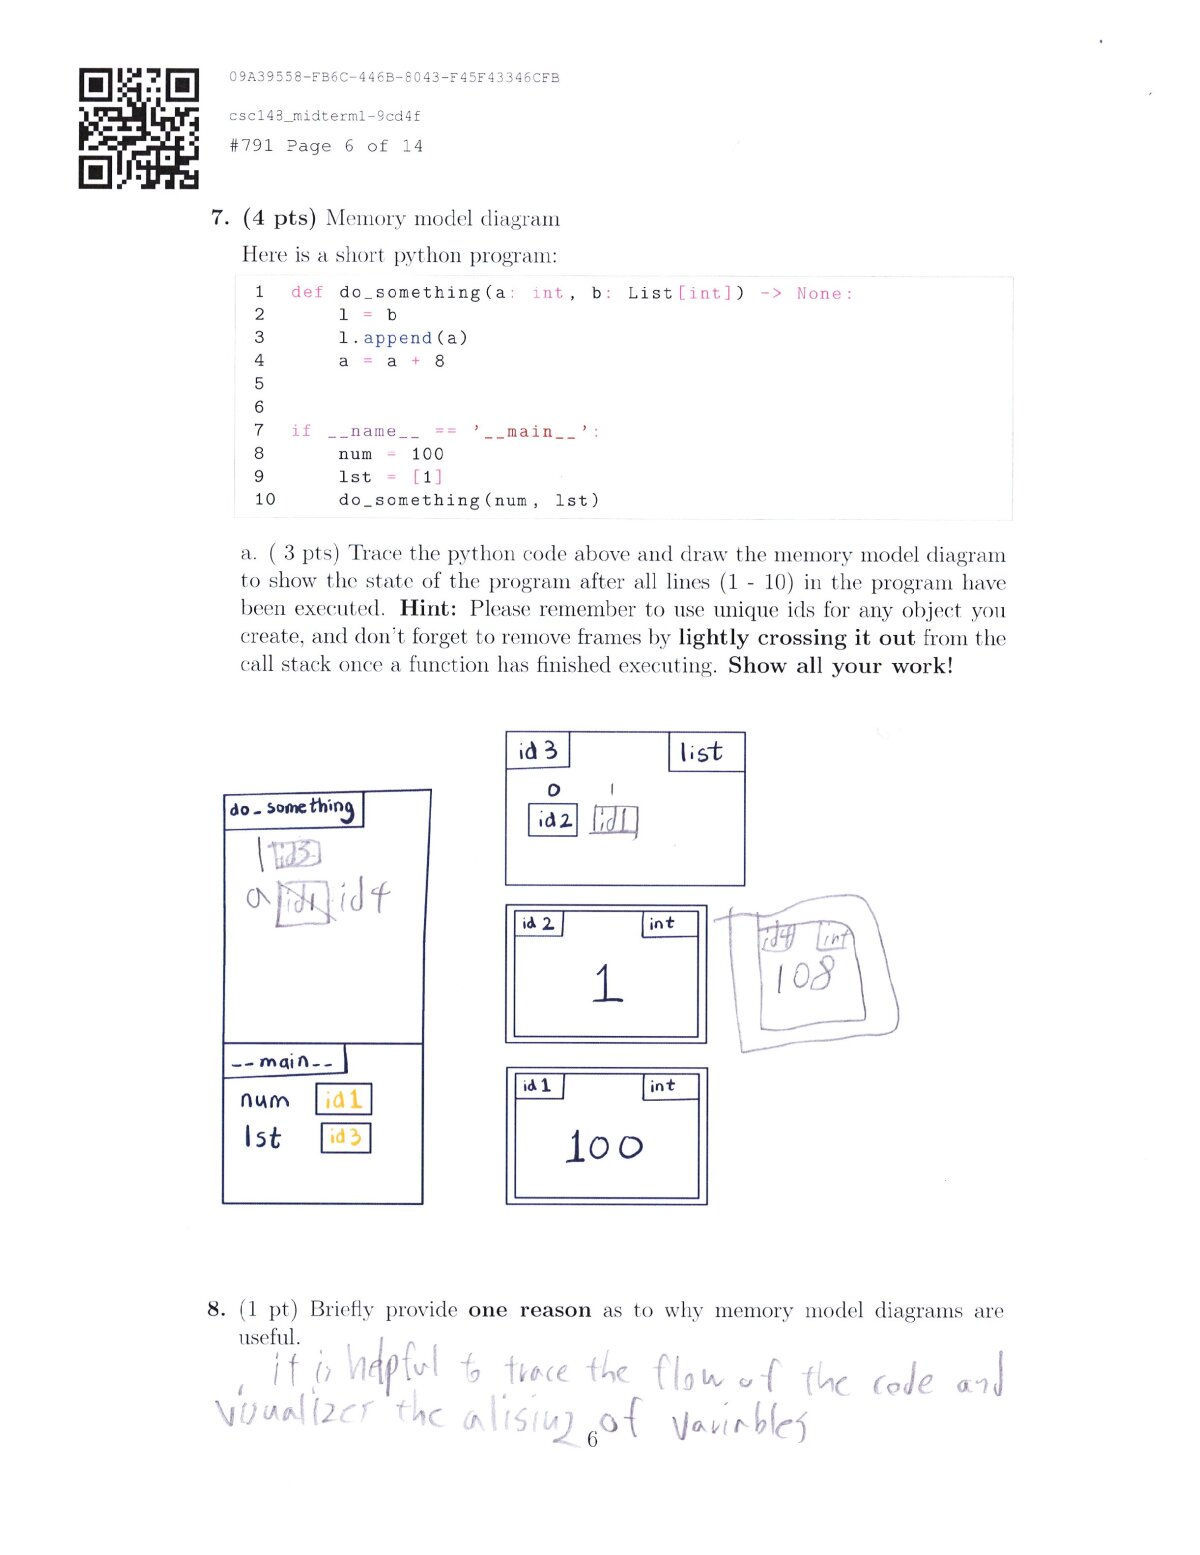 09A39558-FB6C-446B-8043-F45F43346CFB
csc148_midterm1-9cd4f
#791 Page 6 of 14
7. (4 pts) Memory model diagram
Here is a short python program:
1 def do_something(a: int, b: List[int]) -> None:
2 l = b
3 l.append(a)
4 a = a + 8
5
6
7 if __name__ == '__main__':
8 num = 100
9 lst = [1]
10 do_something(num, lst)
a. ( 3 pts) Trace the python code above and draw the memory model diagram
to show the state of the program after all lines (1 - 10) in the program have
been executed. Hint: Please remember to use unique ids for any object you
create, and don't forget to remove frames by lightly crossing it out from the
call stack once a function has finished executing. Show all your work!
do_something
l id3
a id1 id4
__main__
num id1
lst id3
id3 list
0 1
id2 id1
id2 int
1
id4 int
108
id1 int
100
8. (1 pt) Briefly provide one reason as to why memory model diagrams are
useful.
it is helpful to trace the flow of the code and
visualizer the alising of variables
6